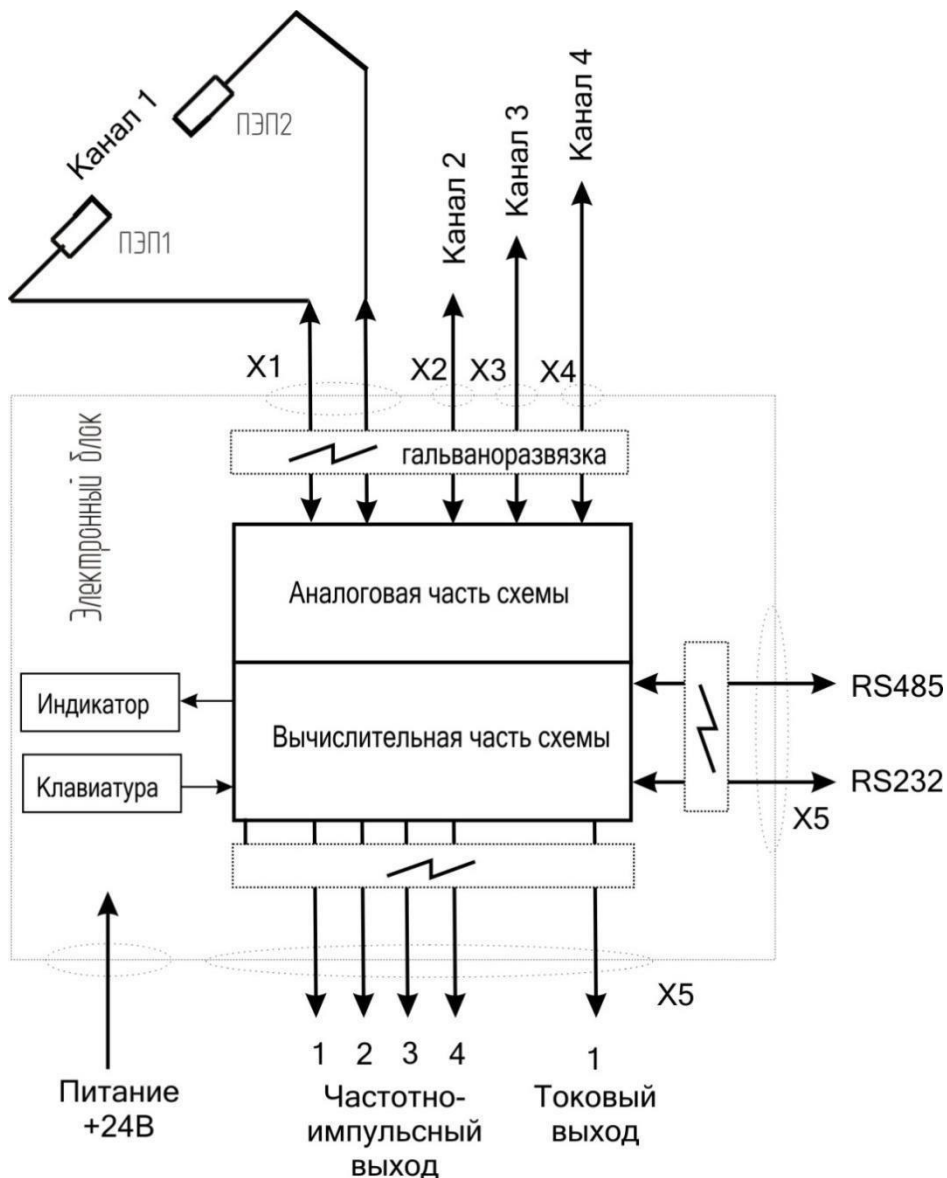 Канал 1
ПЭП2
ПЭП1
Канал 2
Канал 3
Канал 4
X1
X2
X3
X4
Электронный блок
гальваноразвязка
Аналоговая часть схемы
Индикатор
Вычислительная часть схемы
Клавиатура
RS485
RS232
X5
X5
1
2
3
4
1
Питание
+24В
Частотно-
импульсный
выход
Токовый
выход